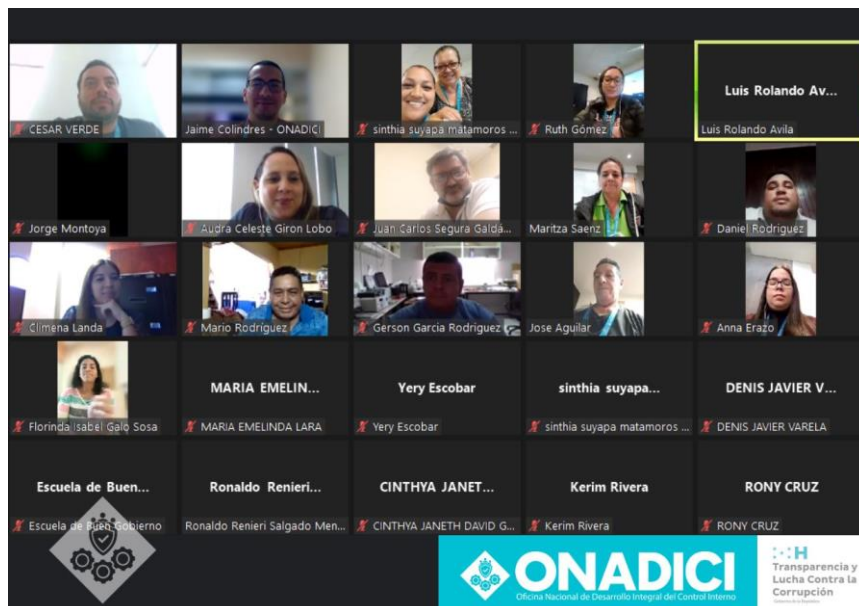 CESAR VERDE
Jaime Colindres - ONADICI
sinthia suyapa matamoros ...
Ruth Gómez
Luis Rolando Av...
Luis Rolando Avila
Jorge Montoya
Audra Celeste Giron Lobo
Juan Carlos Segura Galda...
Maritza Saenz
Daniel Rodriguez
Climena Landa
Mario Rodríguez
Gerson Garcia Rodriguez
Jose Aguilar
Anna Erazo
Florinda Isabel Galo Sosa
MARIA EMELIN...
MARIA EMELINDA LARA
Yery Escobar
Yery Escobar
sinthia suyapa...
sinthia suyapa matamoros ...
DENIS JAVIER V...
DENIS JAVIER VARELA
Escuela de Buen...
Escuela de Buen Gobierno
Ronaldo Renieri...
Ronaldo Renieri Salgado Men...
CINTHYA JANET...
CINTHYA JANETH DAVID G...
Kerim Rivera
Kerim Rivera
RONY CRUZ
RONY CRUZ
ONADICI
Oficina Nacional de Desarrollo Integral del Control Interno
H
Transparencia y
Lucha Contra la
Corrupción